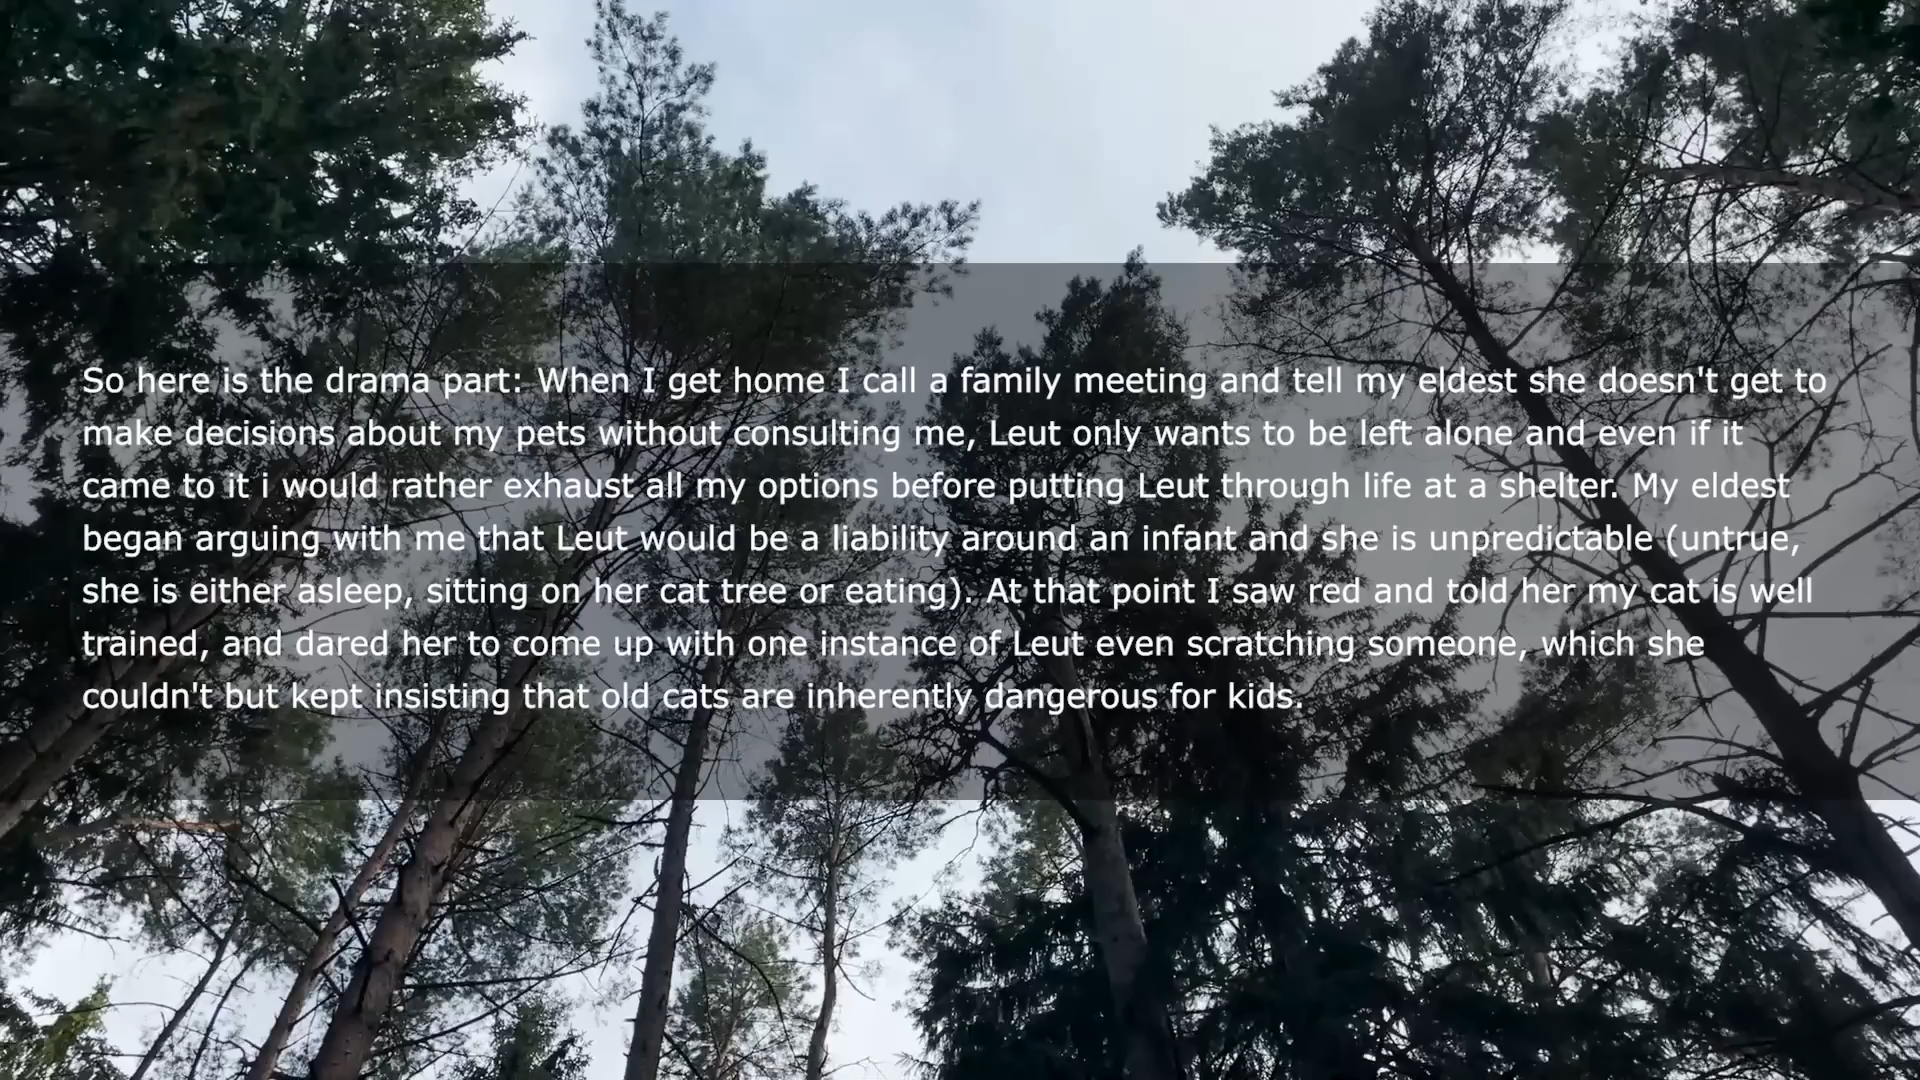 So here is the drama part: When I get home I call a family meeting and tell my eldest she doesn't get to
make decisions about my pets without consulting me, Leut only wants to be left alone and even if it
came to it i would rather exhaust all my options before putting Leut through life at a shelter. My eldest
began arguing with me that Leut would be a liability around an infant and she is unpredictable (untrue,
she is either asleep, sitting on her cat tree or eating). At that point I saw red and told her my cat is well
trained, and dared her to come up with one instance of Leut even scratching someone, which she
couldn't but kept insisting that old cats are inherently dangerous for kids.